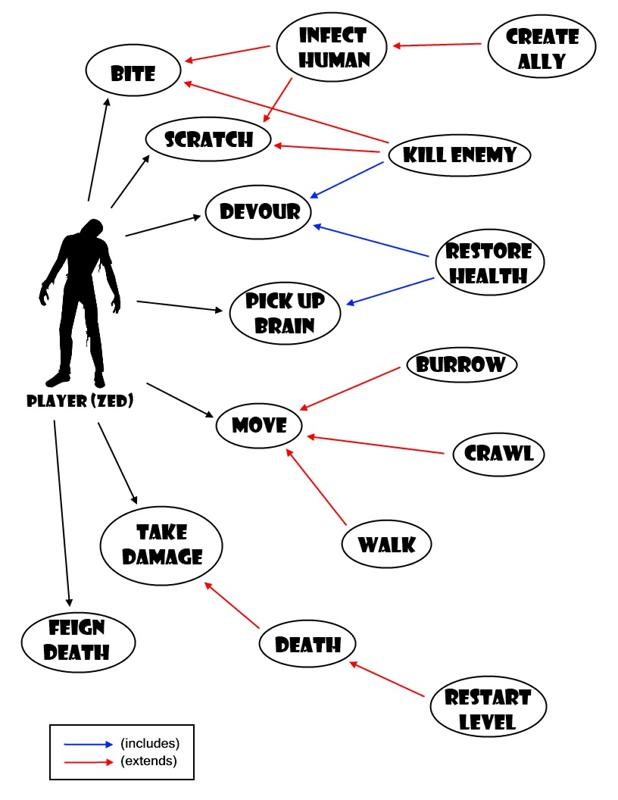 INFECT
HUMAN
CREATE
ALLY
BITE
SCRATCH
KILL ENEMY
DEVOUR
RESTORE
HEALTH
PICK UP
BRAIN
BURROW
PLAYER (ZED)
MOVE
CRAWL
TAKE
DAMAGE
WALK
FEIGN
DEATH
DEATH
RESTART
LEVEL
(includes)
(extends)